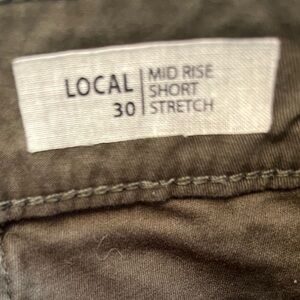 LOCAL
30
MID RISE
SHORT
STRETCH